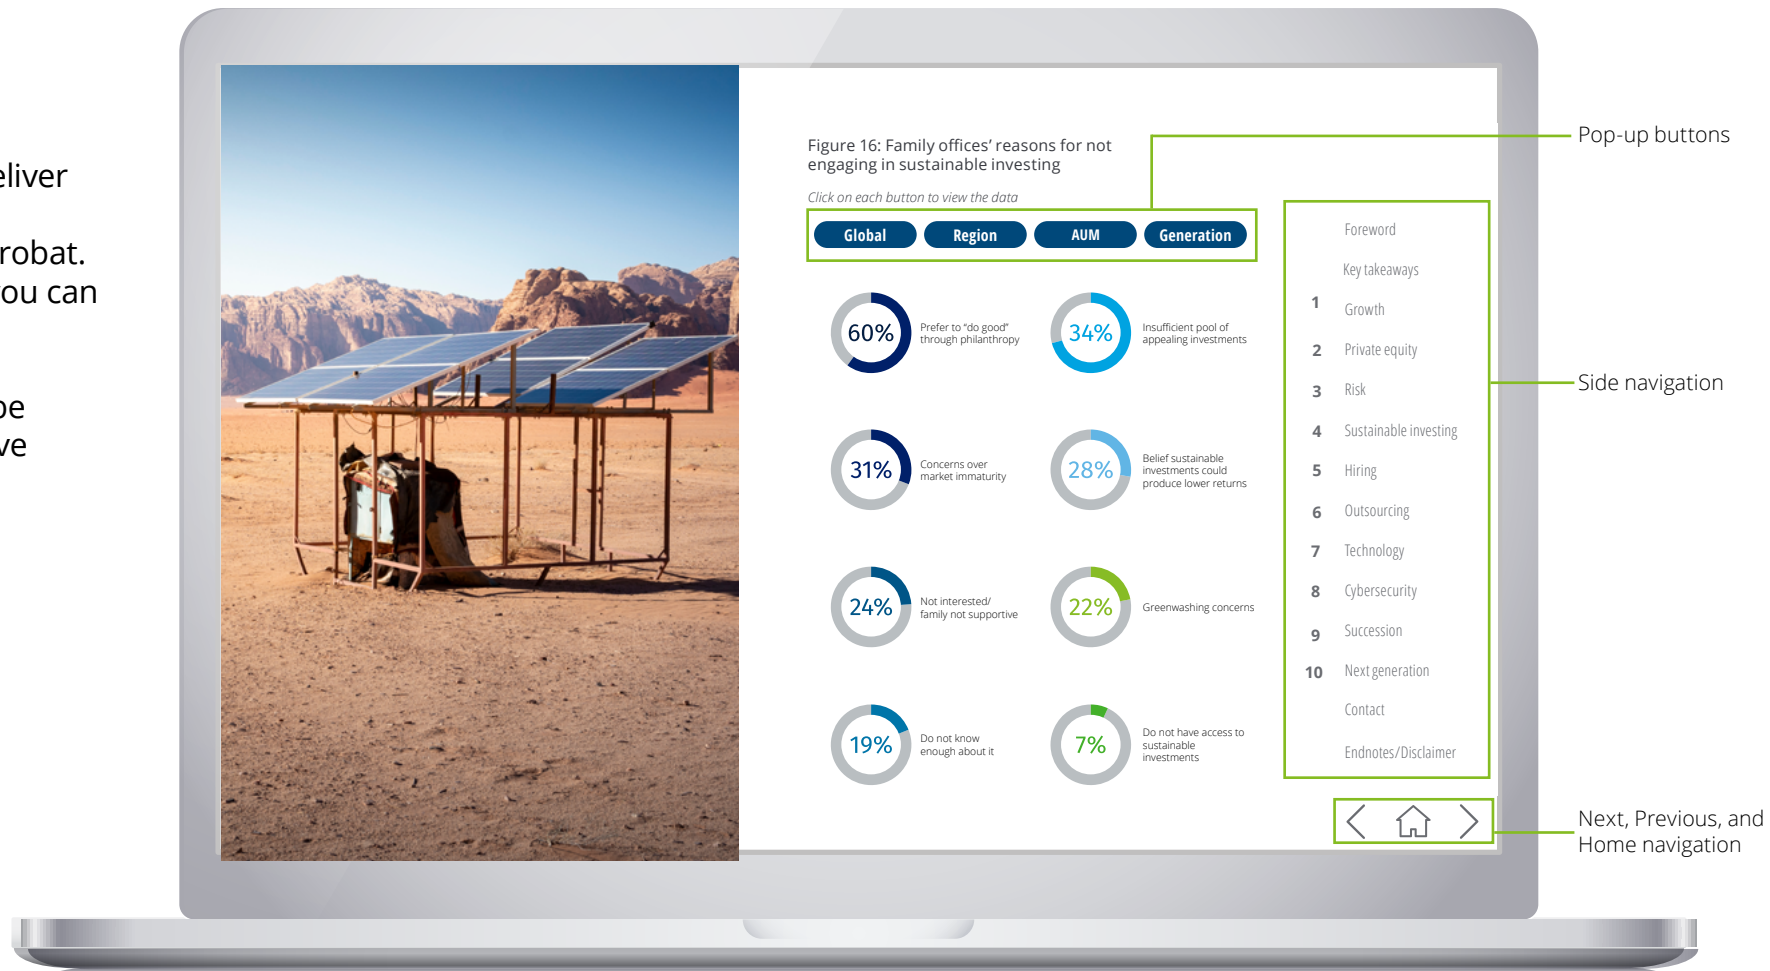 eliver
robat.
ou can
be
ve
Figure 16: Family offices’ reasons for not
engaging in sustainable investing
Click on each button to view the data
Global
Region
AUM
Generation
60%
Prefer to “do good”
through philanthropy
34%
Insufficient pool of
appealing investments
31%
Concerns over
market immaturity
28%
Belief sustainable
investments could
produce lower returns
24%
Not interested/
family not supportive
22%
Greenwashing concerns
19%
Do not know
enough about it
7%
Do not have access to
sustainable
investments
Foreword
Key takeaways
1 Growth
2 Private equity
3 Risk
4 Sustainable investing
5 Hiring
6 Outsourcing
7 Technology
8 Cybersecurity
9 Succession
10 Next generation
Contact
Endnotes/Disclaimer
Pop-up buttons
Side navigation
Next, Previous, and
Home navigation